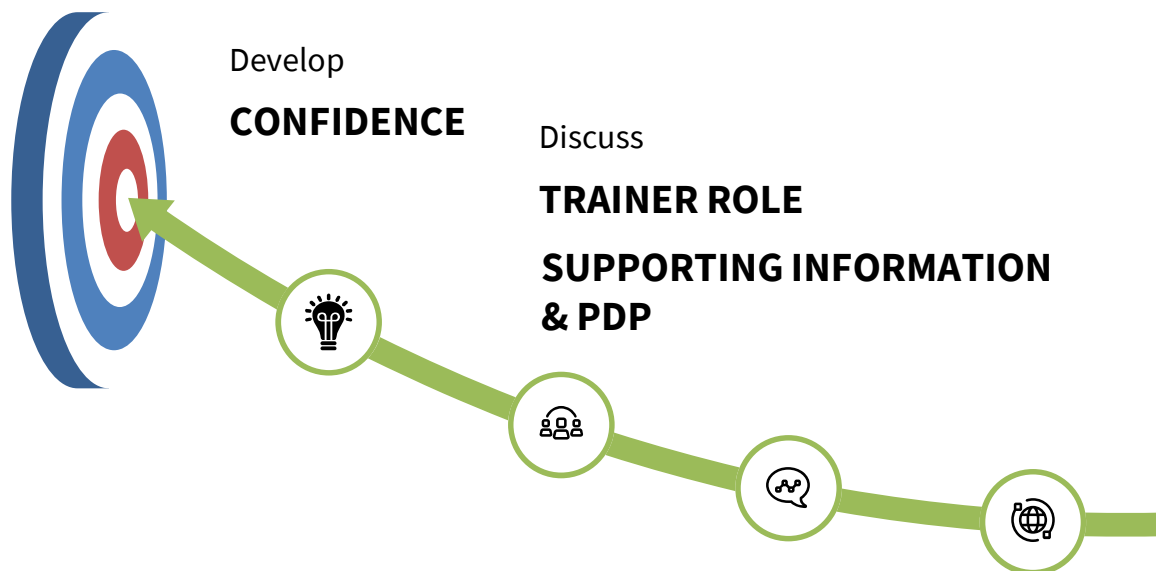 Develop
CONFIDENCE
Discuss
TRAINER ROLE
SUPPORTING INFORMATION
& PDP